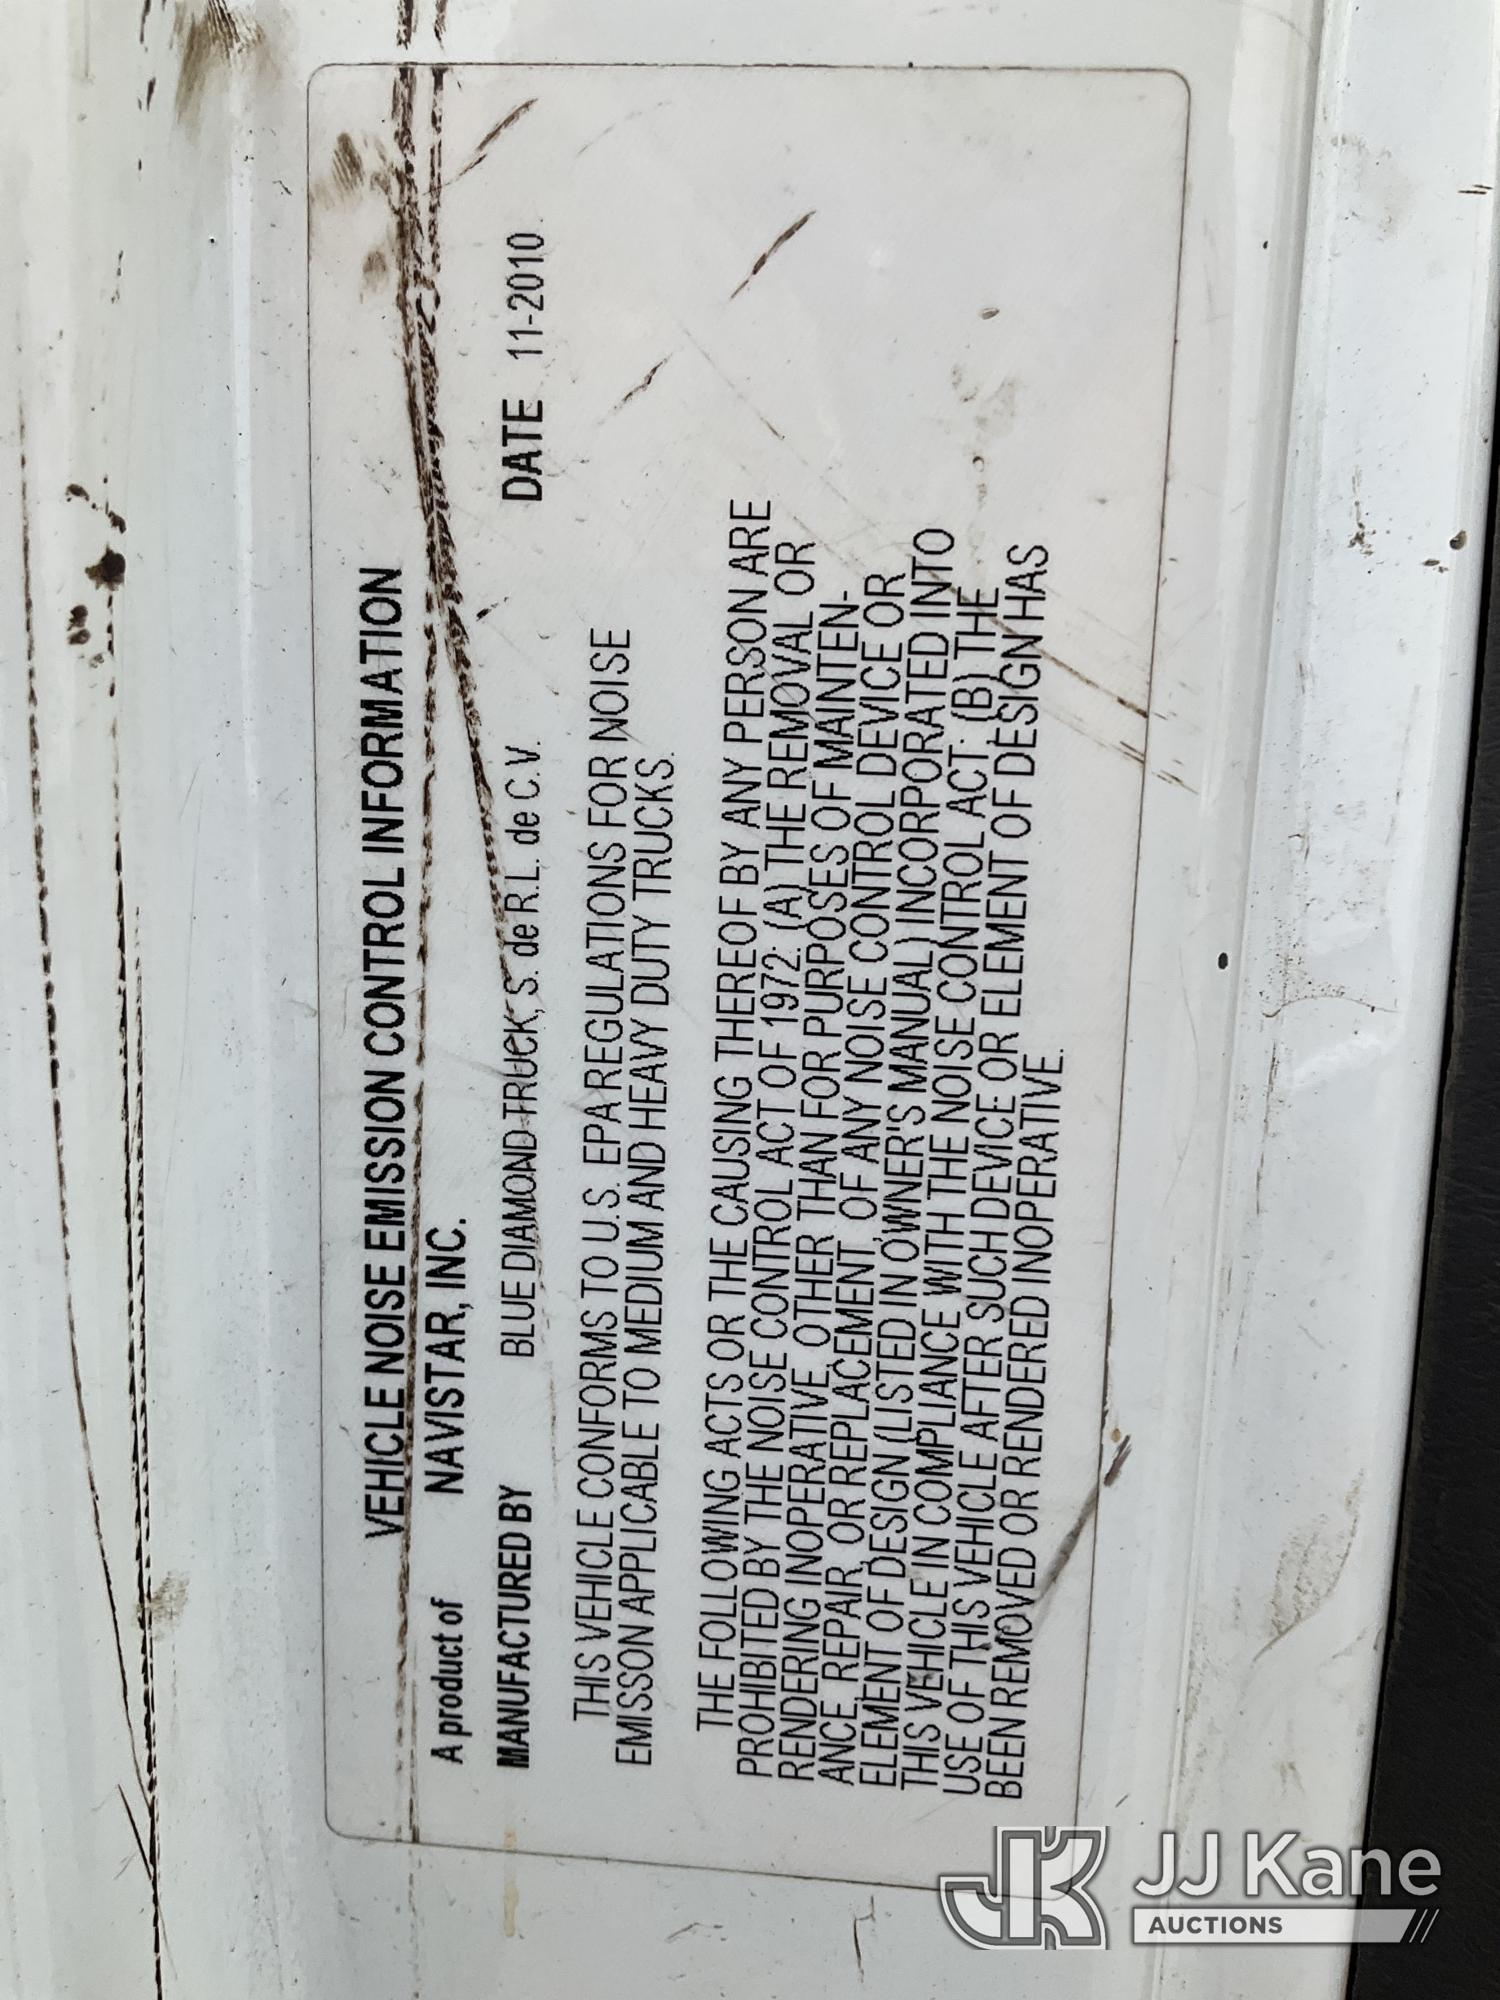 VEHICLE NOISE EMISSION CONTROL INFORMATION
A product of NAVISTAR, INC.
MANUFACTURED BY BLUE DIAMOND TRUCK, S. de R.L. de C.V. DATE 11-2010
THIS VEHICLE CONFORMS TO U.S. EPA REGULATIONS FOR NOISE
EMISSON APPLICABLE TO MEDIUM AND HEAVY DUTY TRUCKS.
THE FOLLOWING ACTS OR THE CAUSING THEREOF BY ANY PERSON ARE
PROHIBITED BY THE NOISE CONTROL ACT OF 1972. (A) THE REMOVAL OR
RENDERING INOPERATIVE, OTHER THAN FOR PURPOSES OF MAINTEN-
ANCE, REPAIR, OR REPLACEMENT, OF ANY NOISE CONTROL DEVICE OR
ELEMENT OF DESIGN (LISTED IN OWNER'S MANUAL) INCORPORATED INTO
THIS VEHICLE IN COMPLIANCE WITH THE NOISE CONTROL ACT. (B) THE
USE OF THIS VEHICLE AFTER SUCH DEVICE OR ELEMENT OF DESIGN HAS
BEEN REMOVED OR RENDERED INOPERATIVE.
JK JJ Kane
AUCTIONS